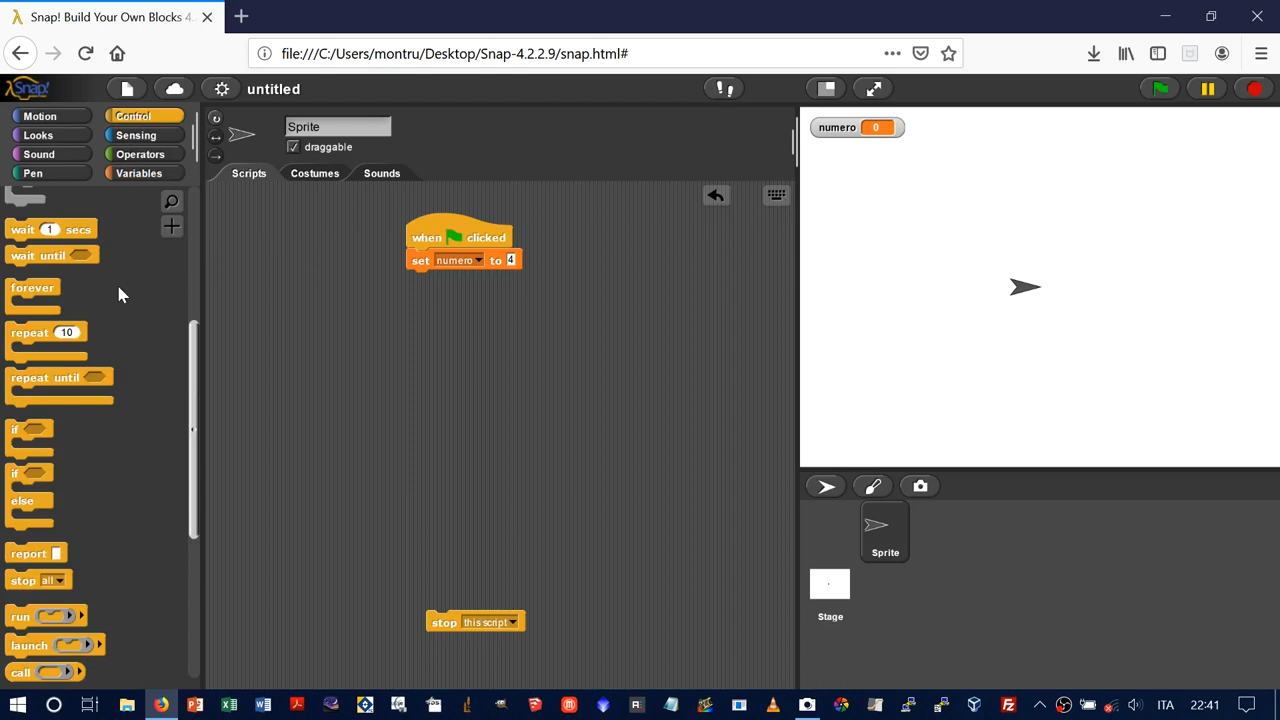 Snap! Build Your Own Blocks 4.
file:///C:/Users/montru/Desktop/Snap-4.2.2.9/snap.html#
Snap!
untitled
Motion
Control
Looks
Sensing
Sound
Operators
Pen
Variables
Sprite
draggable
Scripts
Costumes
Sounds
wait 1 secs
wait until
forever
repeat 10
repeat until
if
if
else
report
stop all
run
launch
call
when clicked
set numero to 4
stop this script
numero 0
Sprite
Stage
ITA
22:41